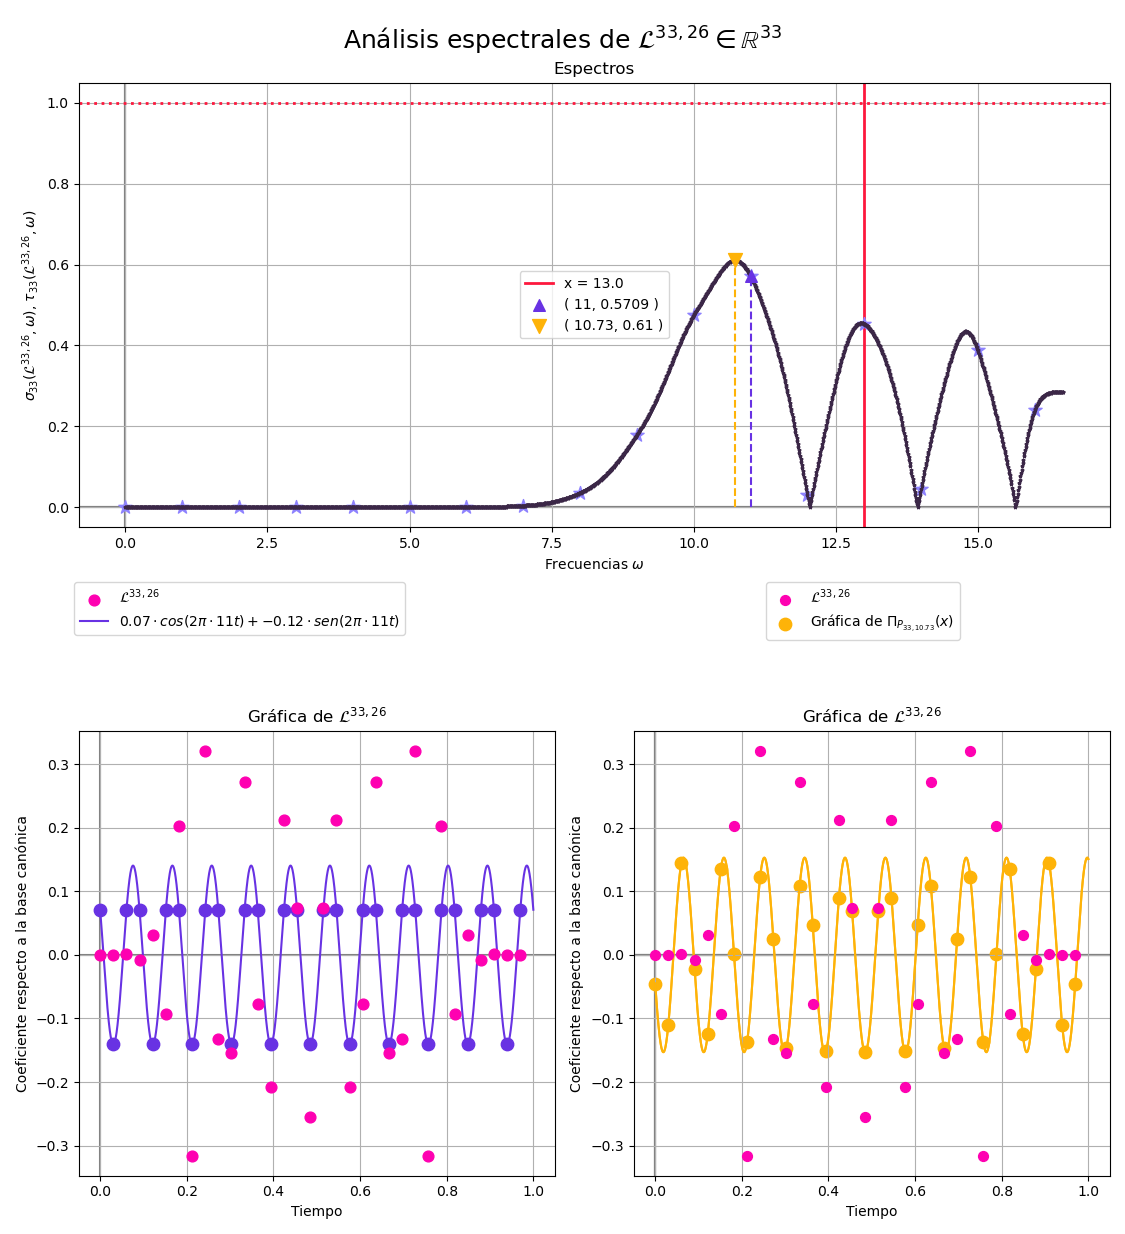 Análisis espectrales de 𝓛^{33,26} ∈ ℝ^{33}
Espectros
σ_{33}(𝓛^{33,26}, ω), τ_{33}(𝓛^{33,26}, ω)
1.0
0.8
0.6
0.4
0.2
0.0
x = 13.0
( 11, 0.5709 )
( 10.73, 0.61 )
0.0 2.5 5.0 7.5 10.0 12.5 15.0
Frecuencias ω
𝓛^{33,26}
0.07 · cos(2π · 11t) + −0.12 · sen(2π · 11t)
𝓛^{33,26}
Gráfica de Π_{P_{33,10.73}}(x)
Gráfica de 𝓛^{33,26}
Coeficiente respecto a la base canónica
0.3
0.2
0.1
0.0
−0.1
−0.2
−0.3
0.0 0.2 0.4 0.6 0.8 1.0
Tiempo
Gráfica de 𝓛^{33,26}
Coeficiente respecto a la base canónica
0.3
0.2
0.1
0.0
−0.1
−0.2
−0.3
0.0 0.2 0.4 0.6 0.8 1.0
Tiempo